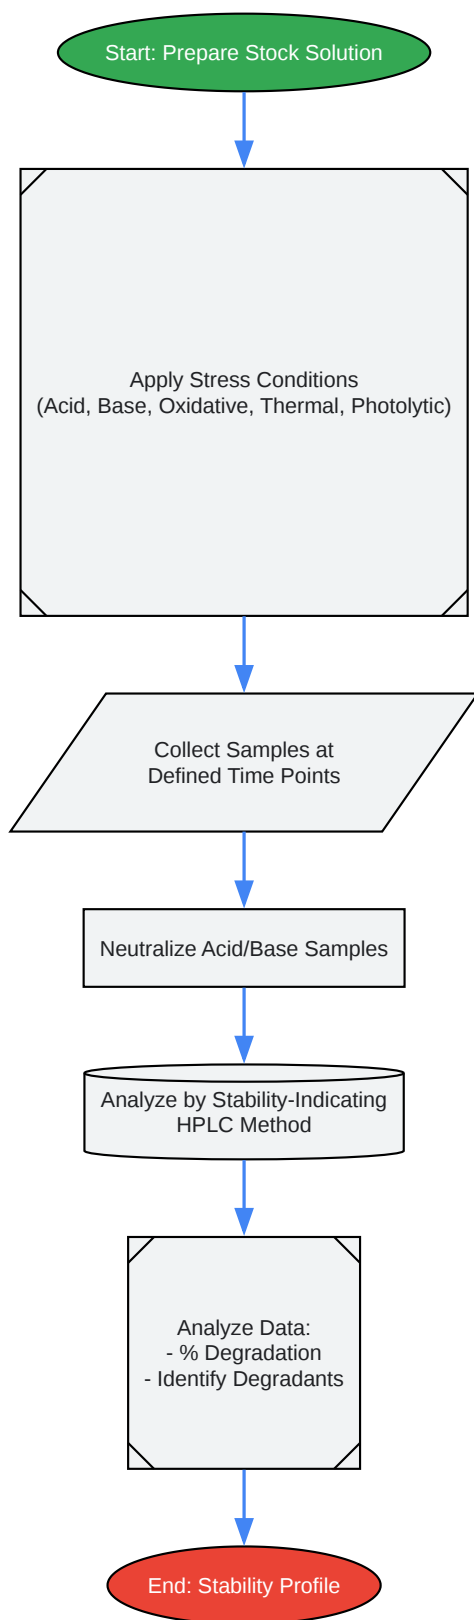 Start: Prepare Stock Solution
Apply Stress Conditions
(Acid, Base, Oxidative, Thermal, Photolytic)
Collect Samples at
Defined Time Points
Neutralize Acid/Base Samples
Analyze by Stability-Indicating
HPLC Method
Analyze Data:
- % Degradation
- Identify Degradants
End: Stability Profile